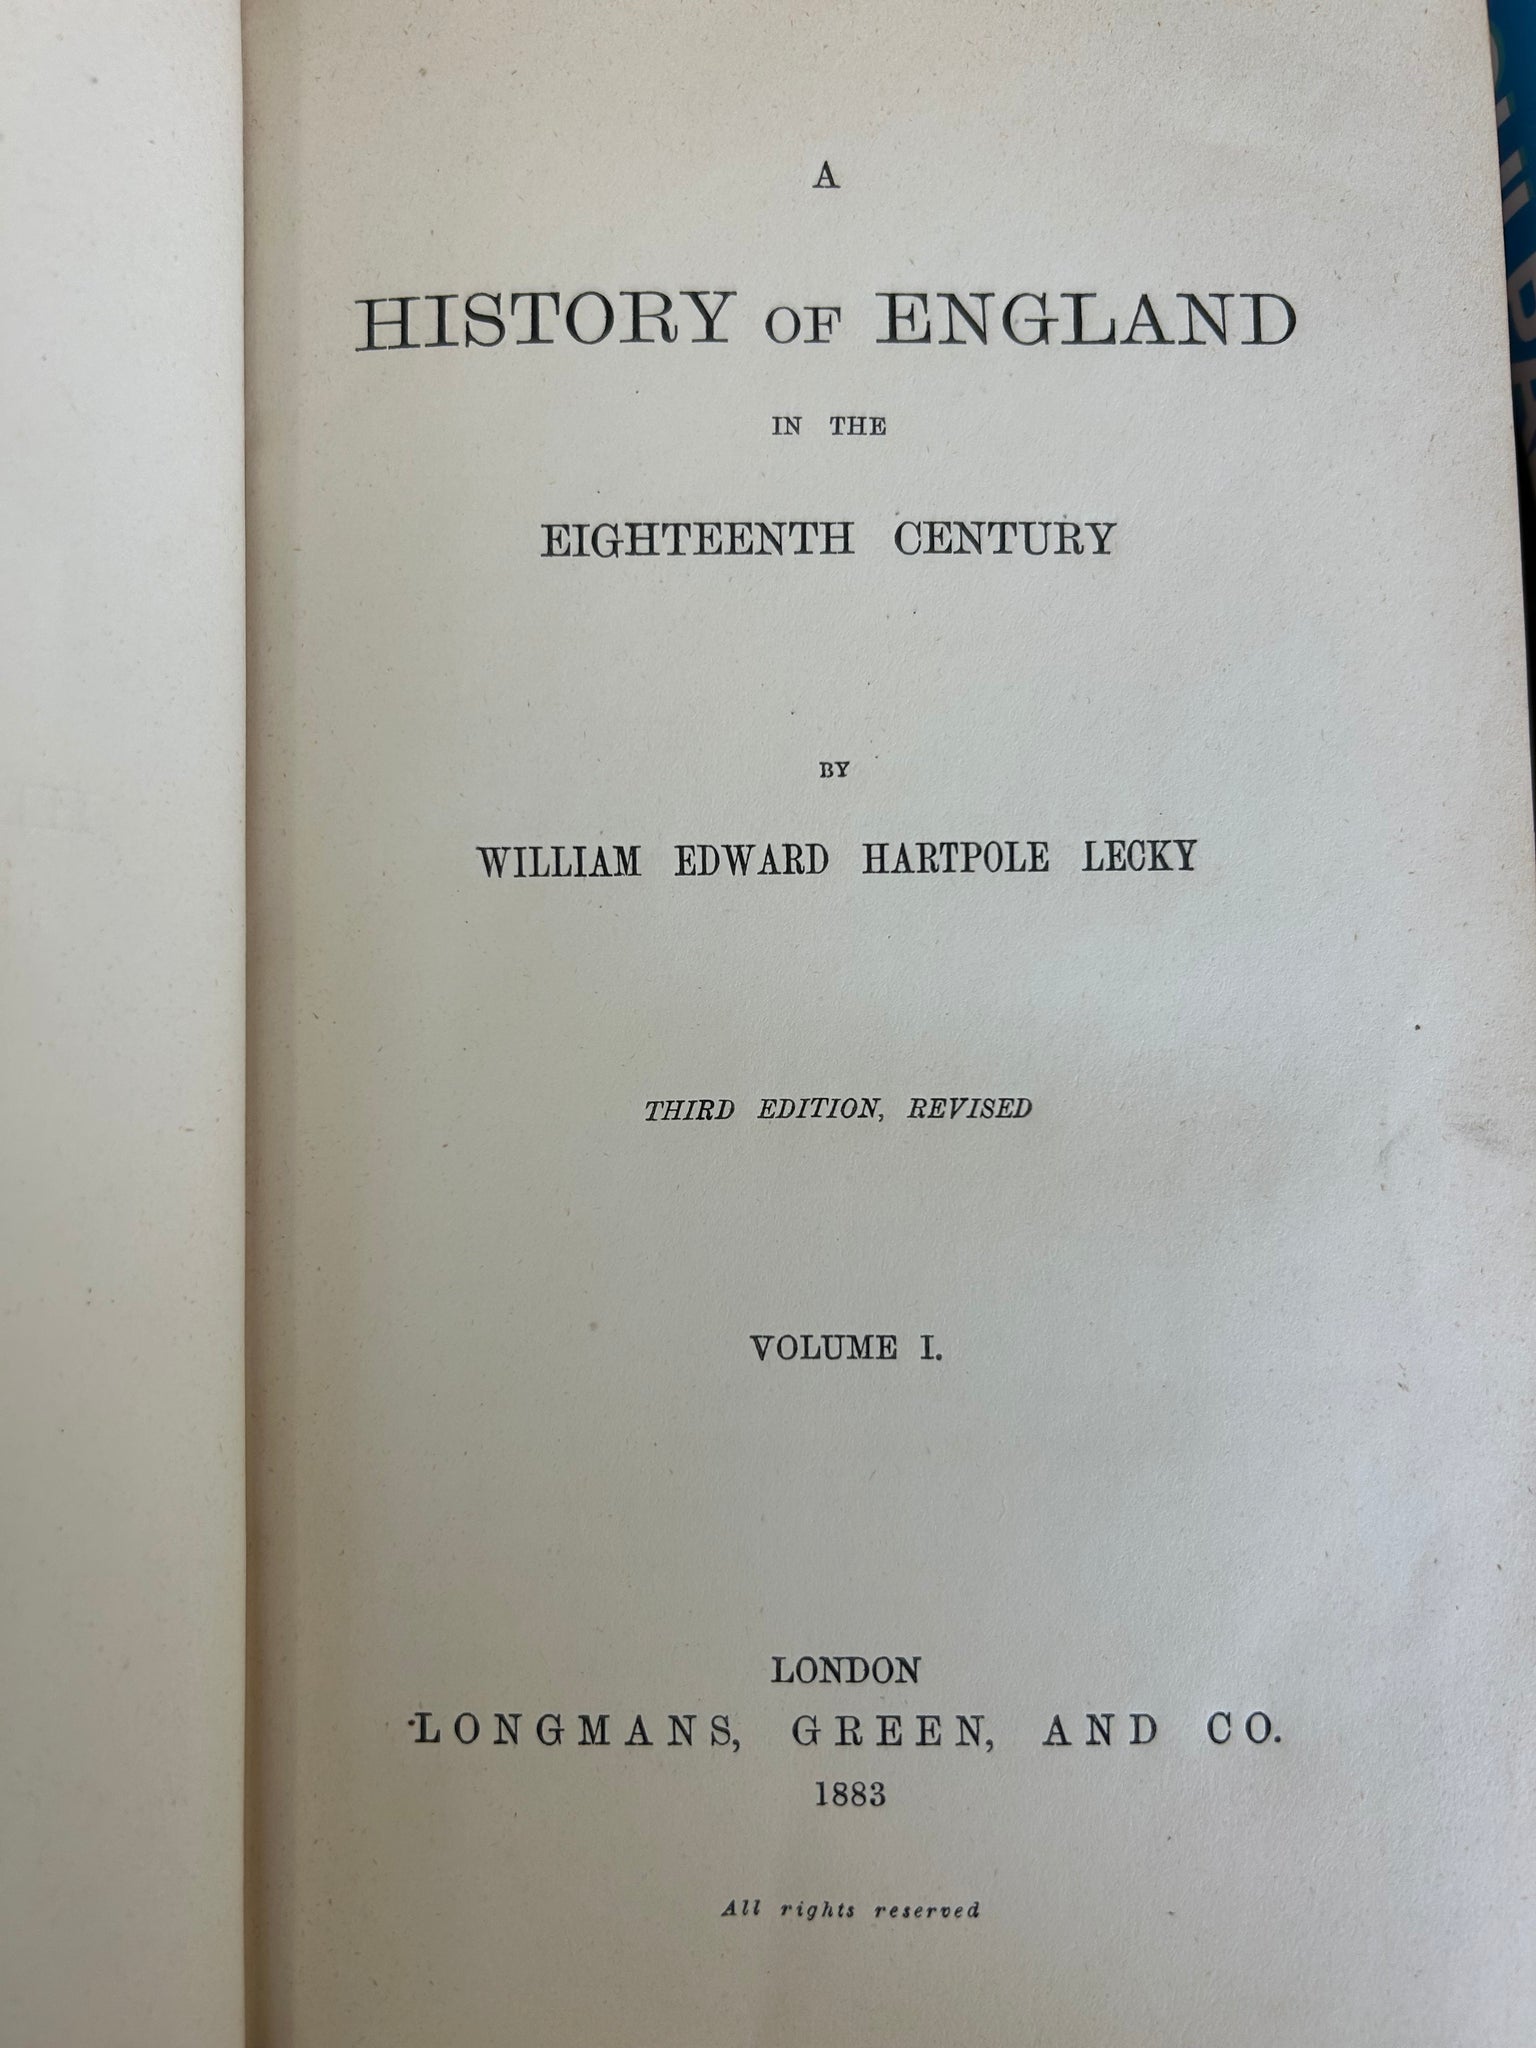 A
HISTORY OF ENGLAND
IN THE
EIGHTEENTH CENTURY
BY
WILLIAM EDWARD HARTPOLE LECKY
THIRD EDITION, REVISED
VOLUME I.
LONDON
LONGMANS, GREEN, AND CO.
1883
All rights reserved